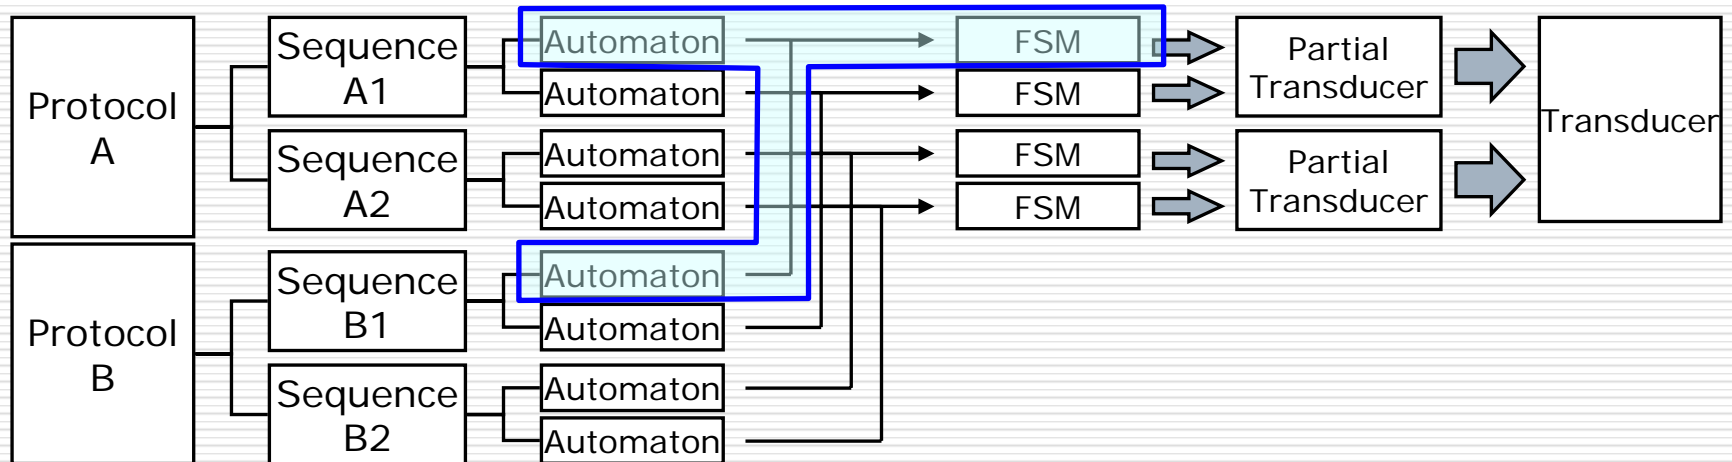 Protocol
A
Sequence
A1
Automaton
Automaton
Sequence
A2
Automaton
Automaton
Protocol
B
Sequence
B1
Automaton
Automaton
Sequence
B2
Automaton
Automaton
FSM
FSM
FSM
FSM
Partial
Transducer
Partial
Transducer
Transducer